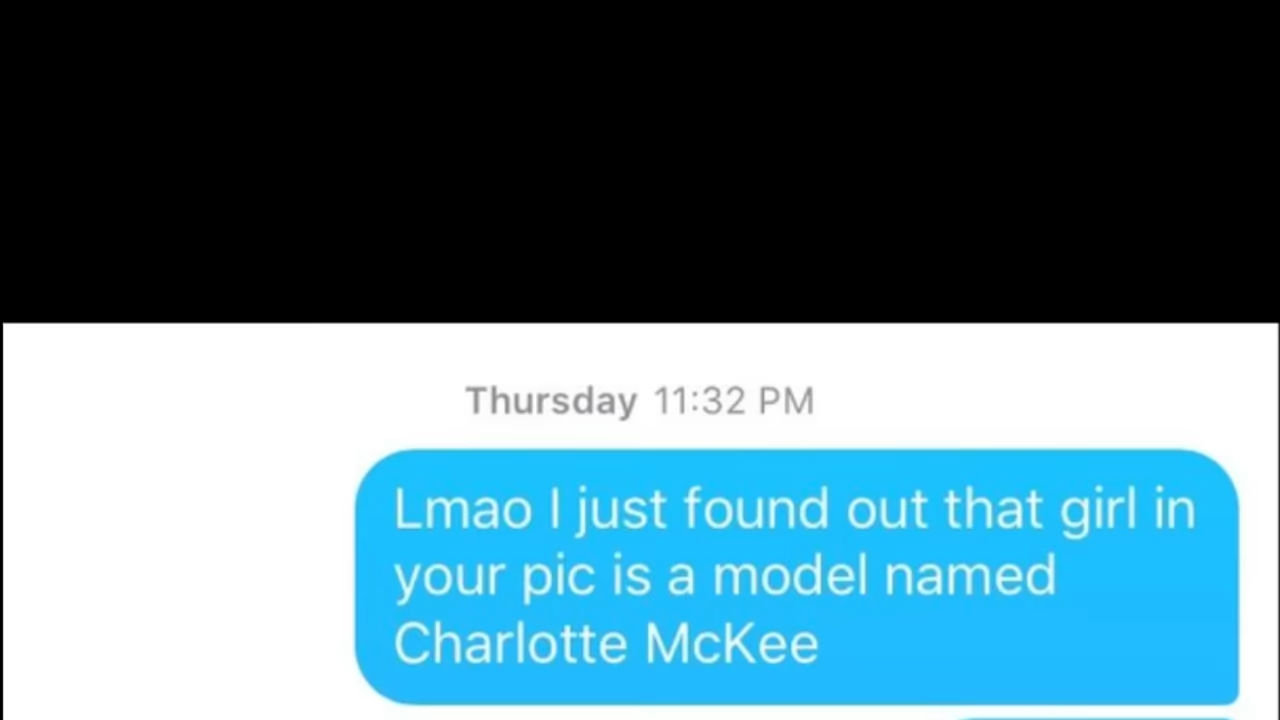 Thursday 11:32 PM
Lmao I just found out that girl in
your pic is a model named
Charlotte McKee